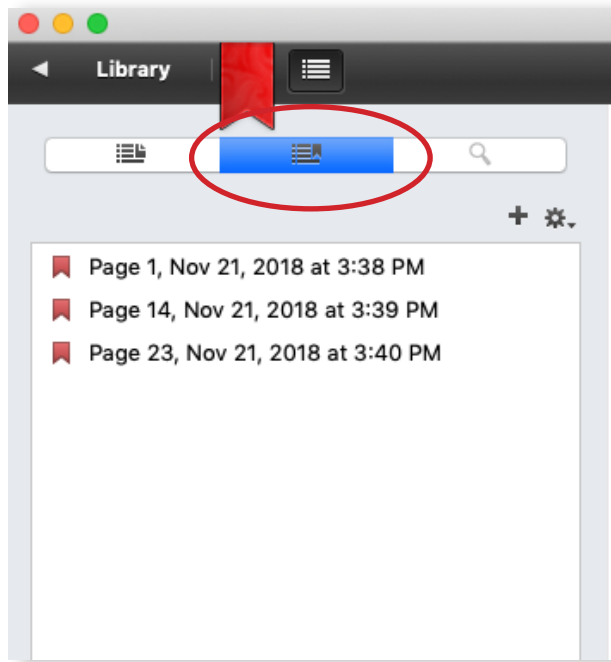 Library
Page 1, Nov 21, 2018 at 3:38 PM
Page 14, Nov 21, 2018 at 3:39 PM
Page 23, Nov 21, 2018 at 3:40 PM